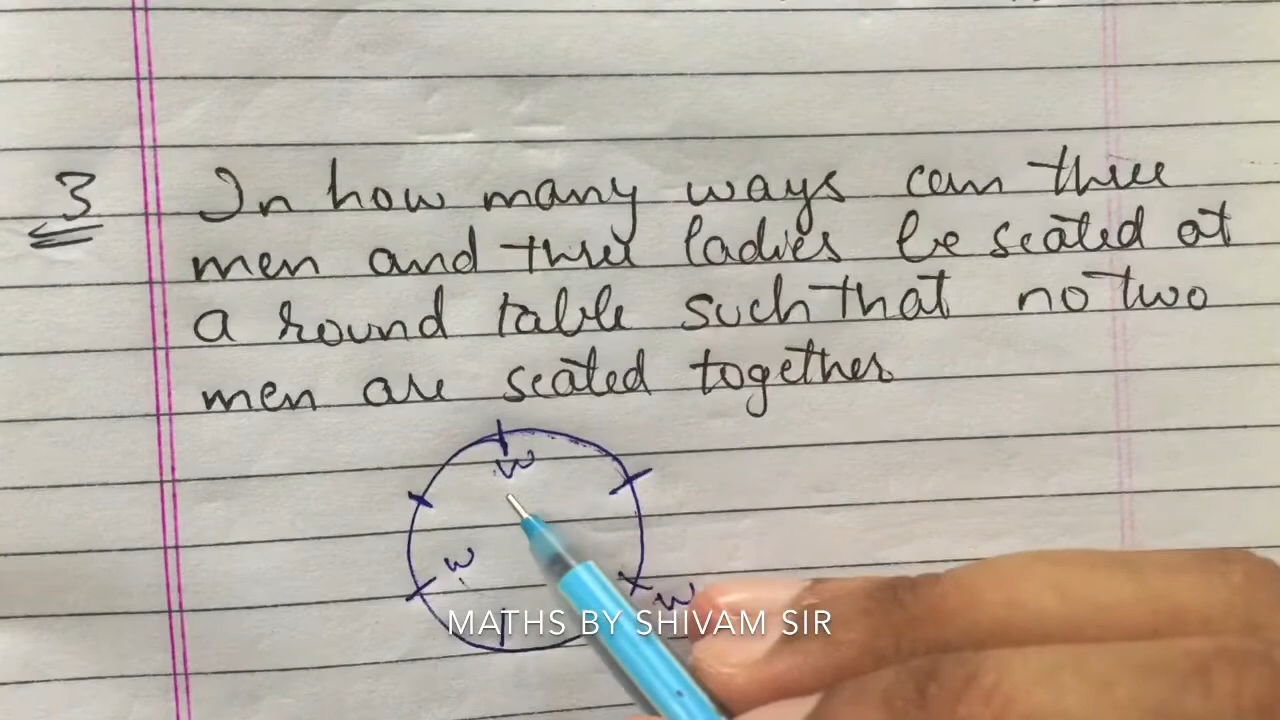 3 In how many ways can three
men and three ladies be seated at
a round table such that no two
men are seated together
W
W
W
MATHS BY SHIVAM SIR